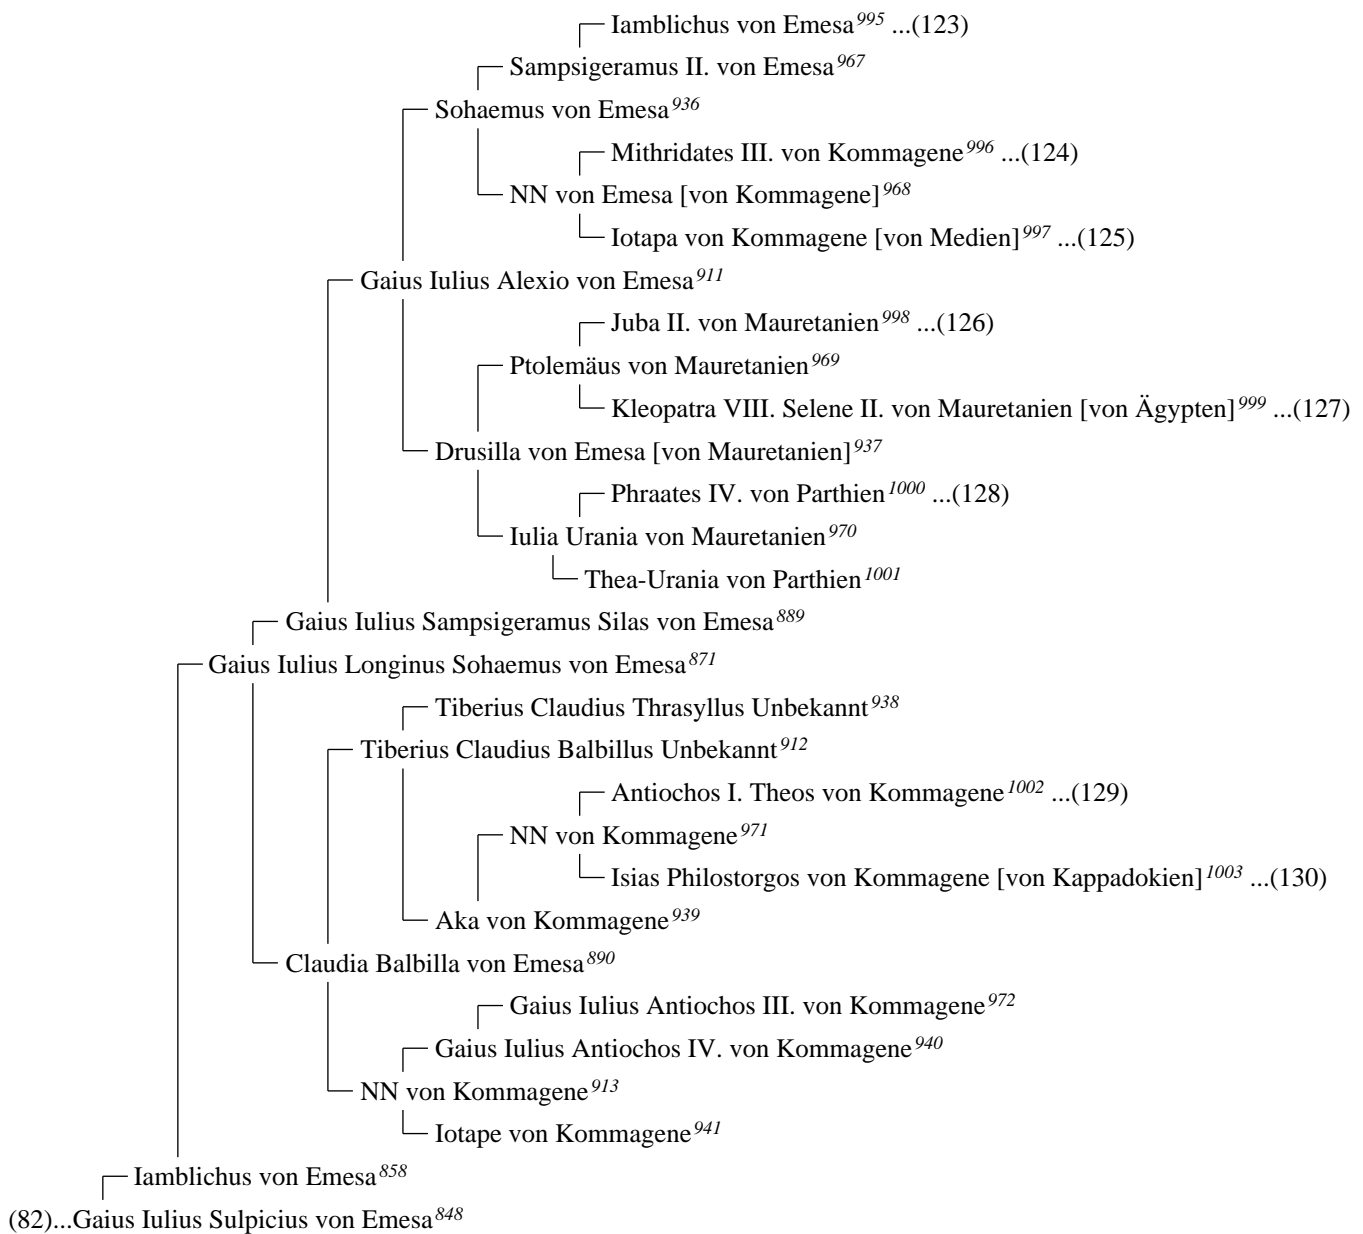 Iamblichus von Emesa995 ...(123)
Sampsigeramus II. von Emesa967
Sohaemus von Emesa936
Mithridates III. von Kommagene996 ...(124)
NN von Emesa [von Kommagene]968
Iotapa von Kommagene [von Medien]997 ...(125)
Gaius Iulius Alexio von Emesa911
Juba II. von Mauretanien998 ...(126)
Ptolemäus von Mauretanien969
Kleopatra VIII. Selene II. von Mauretanien [von Ägypten]999 ...(127)
Drusilla von Emesa [von Mauretanien]937
Phraates IV. von Parthien1000 ...(128)
Iulia Urania von Mauretanien970
Thea-Urania von Parthien1001
Gaius Iulius Sampsigeramus Silas von Emesa889
Gaius Iulius Longinus Sohaemus von Emesa871
Tiberius Claudius Thrasyllus Unbekannt938
Tiberius Claudius Balbillus Unbekannt912
Antiochos I. Theos von Kommagene1002 ...(129)
NN von Kommagene971
Isias Philostorgos von Kommagene [von Kappadokien]1003 ...(130)
Aka von Kommagene939
Claudia Balbilla von Emesa890
Gaius Iulius Antiochos III. von Kommagene972
Gaius Iulius Antiochos IV. von Kommagene940
NN von Kommagene913
Iotape von Kommagene941
Iamblichus von Emesa858
(82)...Gaius Iulius Sulpicius von Emesa848